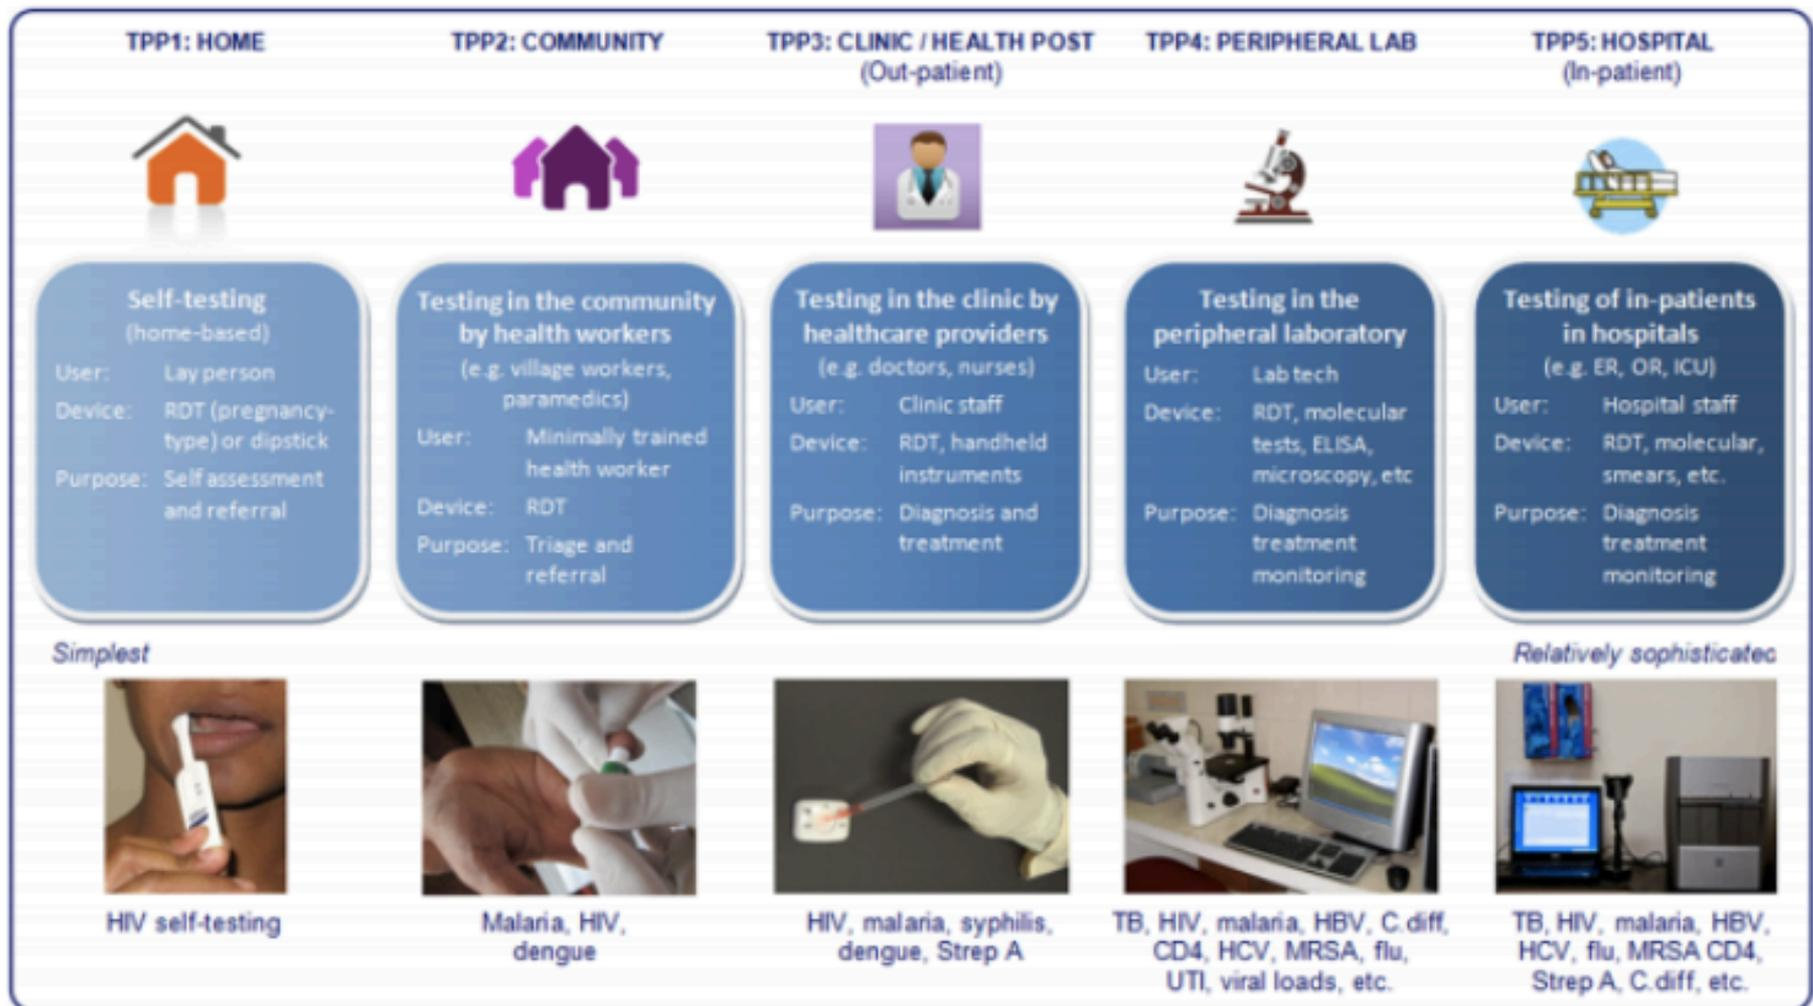 TPP1: HOME
TPP2: COMMUNITY
TPP3: CLINIC / HEALTH POST
(Out-patient)
TPP4: PERIPHERAL LAB
TPP5: HOSPITAL
(In-patient)
Self-testing
(home-based)
User: Lay person
Device: RDT (pregnancy-
type) or dipstick
Purpose: Self assessment
and referral
Testing in the community
by health workers
(e.g. village workers,
paramedics)
User: Minimally trained
health worker
Device: RDT
Purpose: Triage and
referral
Testing in the clinic by
healthcare providers
(e.g. doctors, nurses)
User: Clinic staff
Device: RDT, handheld
instruments
Purpose: Diagnosis and
treatment
Testing in the
peripheral laboratory
User: Lab tech
Device: RDT, molecular
tests, ELISA,
microscopy, etc
Purpose: Diagnosis
treatment
monitoring
Testing of in-patients
in hospitals
(e.g. ER, OR, ICU)
User: Hospital staff
Device: RDT, molecular,
smears, etc.
Purpose: Diagnosis
treatment
monitoring
Simplest
Relatively sophisticated
HIV self-testing
Malaria, HIV,
dengue
HIV, malaria, syphilis,
dengue, Strep A
TB, HIV, malaria, HBV, C.diff,
CD4, HCV, MRSA, flu,
UTI, viral loads, etc.
TB, HIV, malaria, HBV,
HCV, flu, MRSA CD4,
Strep A, C.diff, etc.